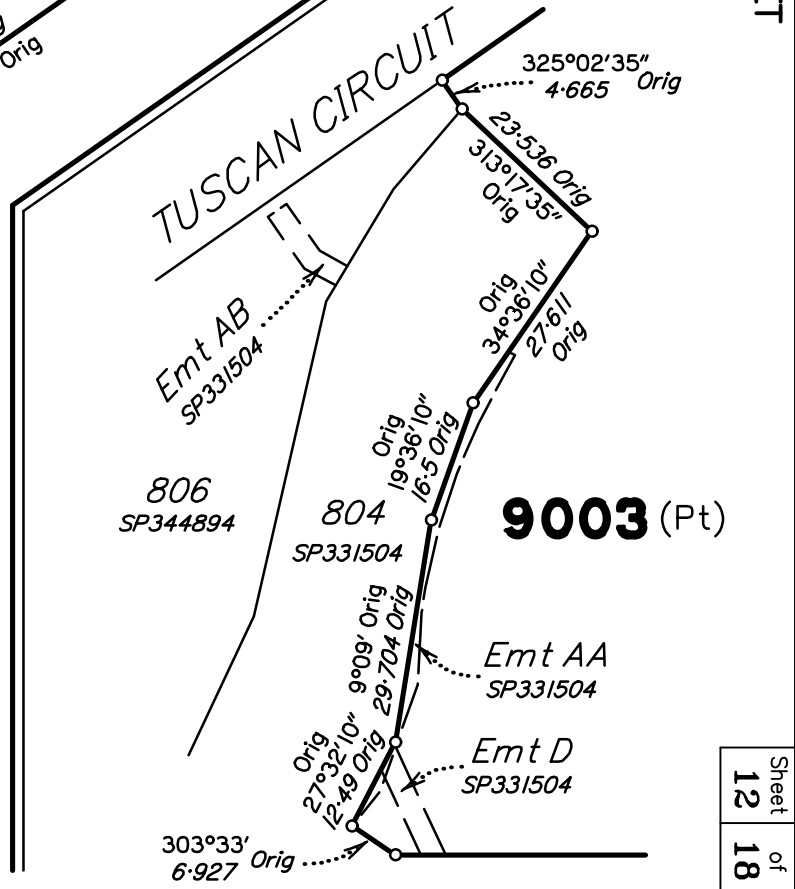 Orig
TUSCAN CIRCUIT
325°02'35" Orig
4·665
23·536 Orig
313°17'35"
Orig
Orig
34°36'10"
27·611
Orig
Emt AB
SP331504
Orig
19°36'10"
16·5 Orig
806
SP344894
804
SP331504
9003 (Pt)
9°09' Orig
29·704 Orig
Emt AA
SP331504
Orig
27°32'10"
12·49 Orig
Emt D
SP331504
303°33' Orig
6·927
Sheet of
12 18